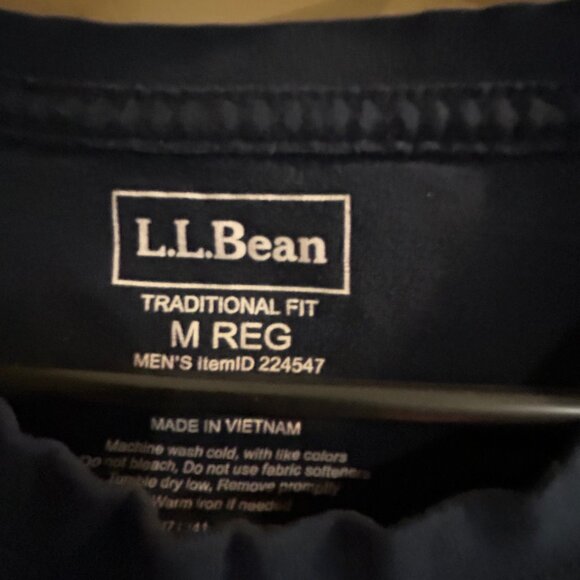 L.L.Bean
TRADITIONAL FIT
M REG
MEN'S ItemID 224547
MADE IN VIETNAM
Machine wash cold, with like colors
Do not bleach, Do not use fabric softeners
Tumble dry low, Remove promptly
Warm iron if needed